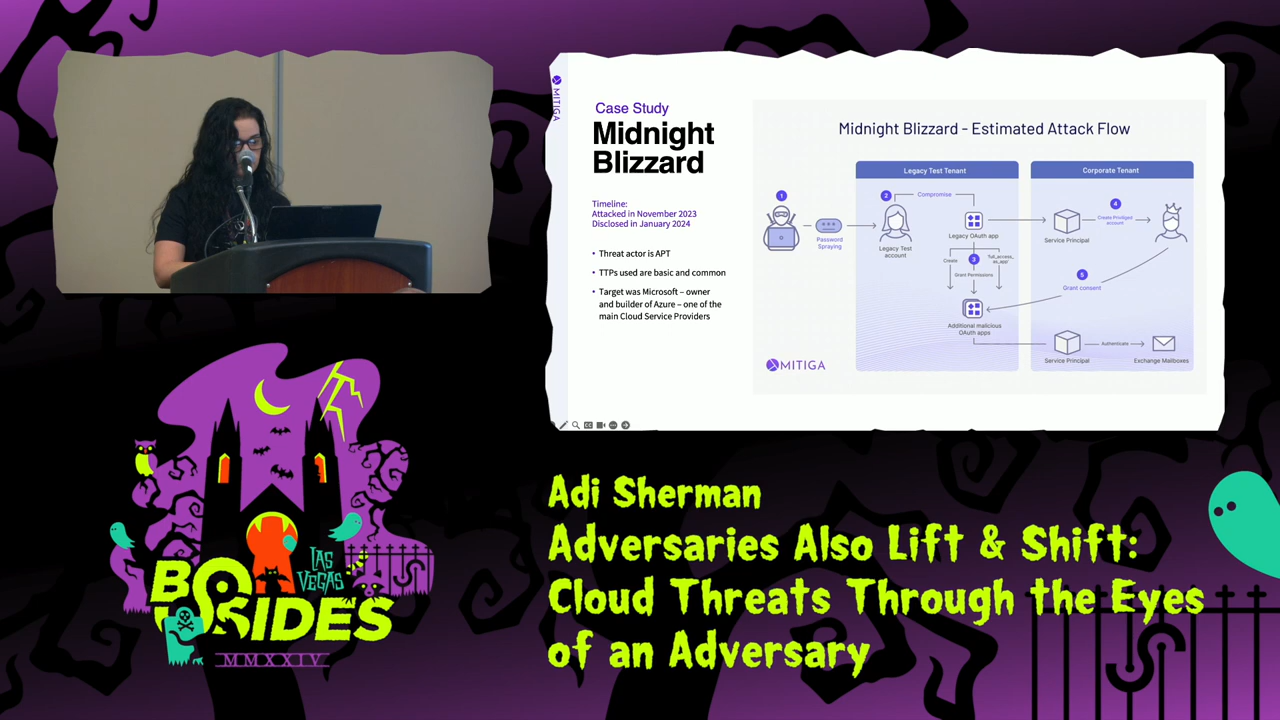 MITIGA
Case Study
Midnight
Blizzard
Timeline:
Attacked in November 2023
Disclosed in January 2024
• Threat actor is APT
• TTPs used are basic and common
• Target was Microsoft – owner
and builder of Azure – one of the
main Cloud Service Providers
Midnight Blizzard - Estimated Attack Flow
Legacy Test Tenant
Corporate Tenant
1
2
Compromise
4
Password
Spraying
Legacy Test
account
Legacy OAuth app
Service Principal
Create Priviliged
account
Create
3
'full_access_
as_app'
Grant Permissions
5
Grant consent
Additional malicious
OAuth apps
Service Principal
Authenticate
Exchange Mailboxes
MITIGA
LAS
VEGAS
BSIDES
MMXXIV
Adi Sherman
Adversaries Also Lift & Shift:
Cloud Threats Through the Eyes
of an Adversary